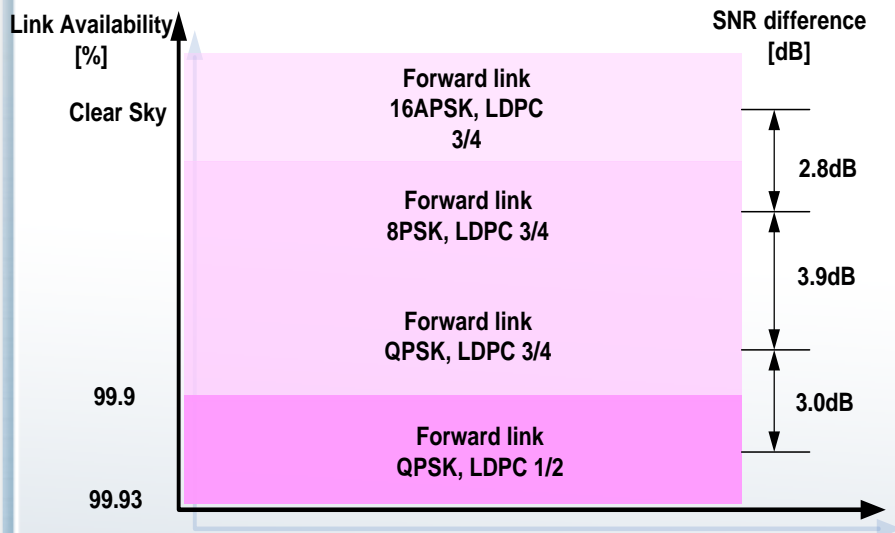 Link Availability
[%]
SNR difference
[dB]
Clear Sky
Forward link
16APSK, LDPC
3/4
2.8dB
Forward link
8PSK, LDPC 3/4
3.9dB
Forward link
QPSK, LDPC 3/4
99.9
3.0dB
Forward link
QPSK, LDPC 1/2
99.93